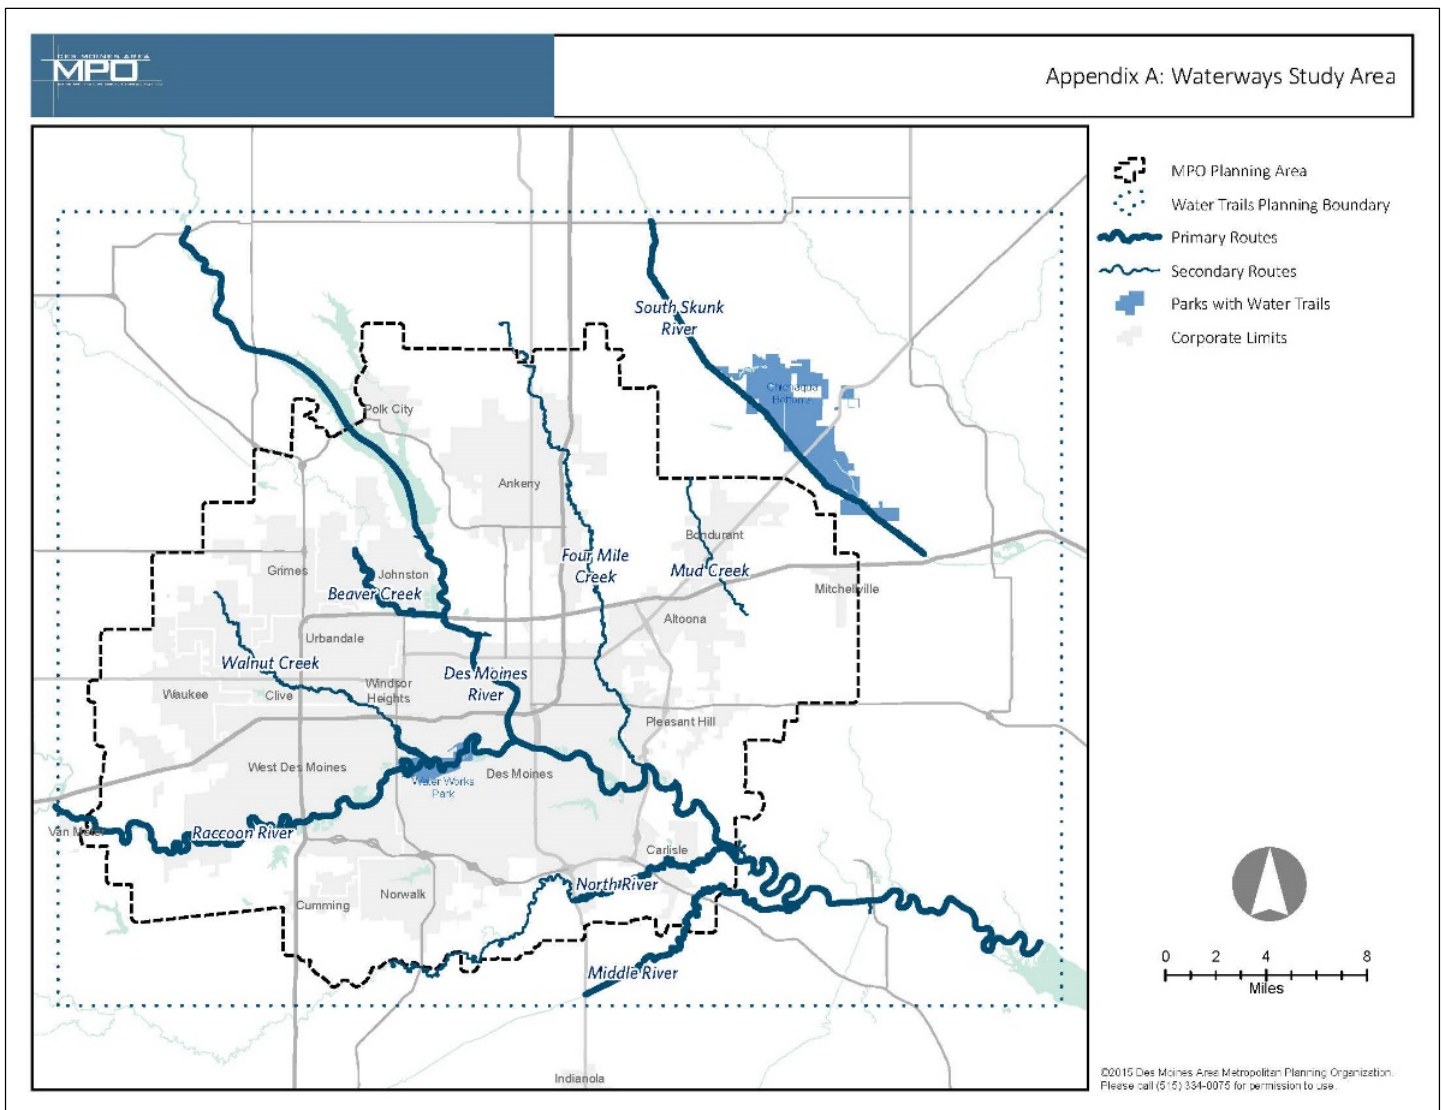 DES MOINES AREA
MPO
Appendix A: Waterways Study Area
MPO Planning Area
Water Trails Planning Boundary
Primary Routes
Secondary Routes
Parks with Water Trails
Corporate Limits
South Skunk
River
Chichaqua
Bottoms
Polk City
Ankeny
Bondurant
Four Mile
Creek
Mud Creek
Grimes
Johnston
Beaver Creek
Mitchellville
Altoona
Urbandale
Walnut Creek
Des Moines
River
Windsor
Heights
Waukee
Clive
Pleasant Hill
West Des Moines
Des Moines
Water Works
Park
Van Meter
Raccoon River
Carlisle
North River
Norwalk
Cumming
Middle River
Indianola
0 2 4 8
Miles
©2015 Des Moines Area Metropolitan Planning Organization.
Please call (515) 334-0075 for permission to use.